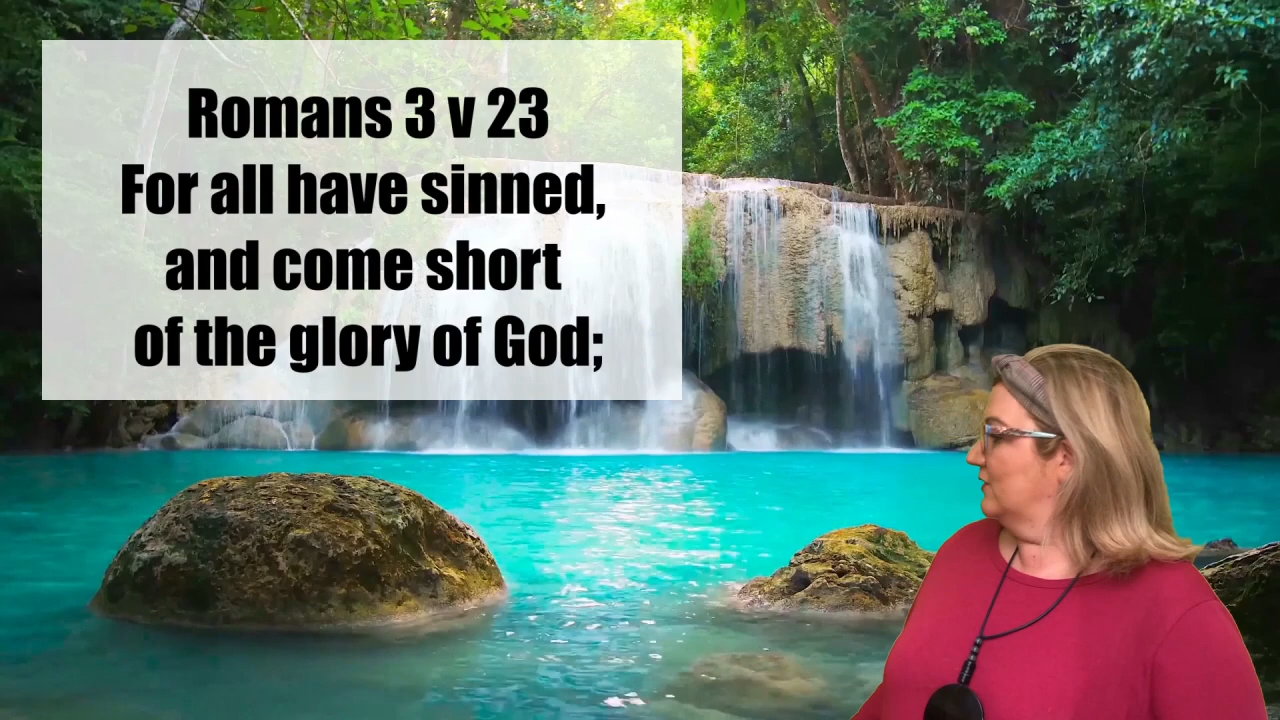 Romans 3 v 23
For all have sinned,
and come short
of the glory of God;